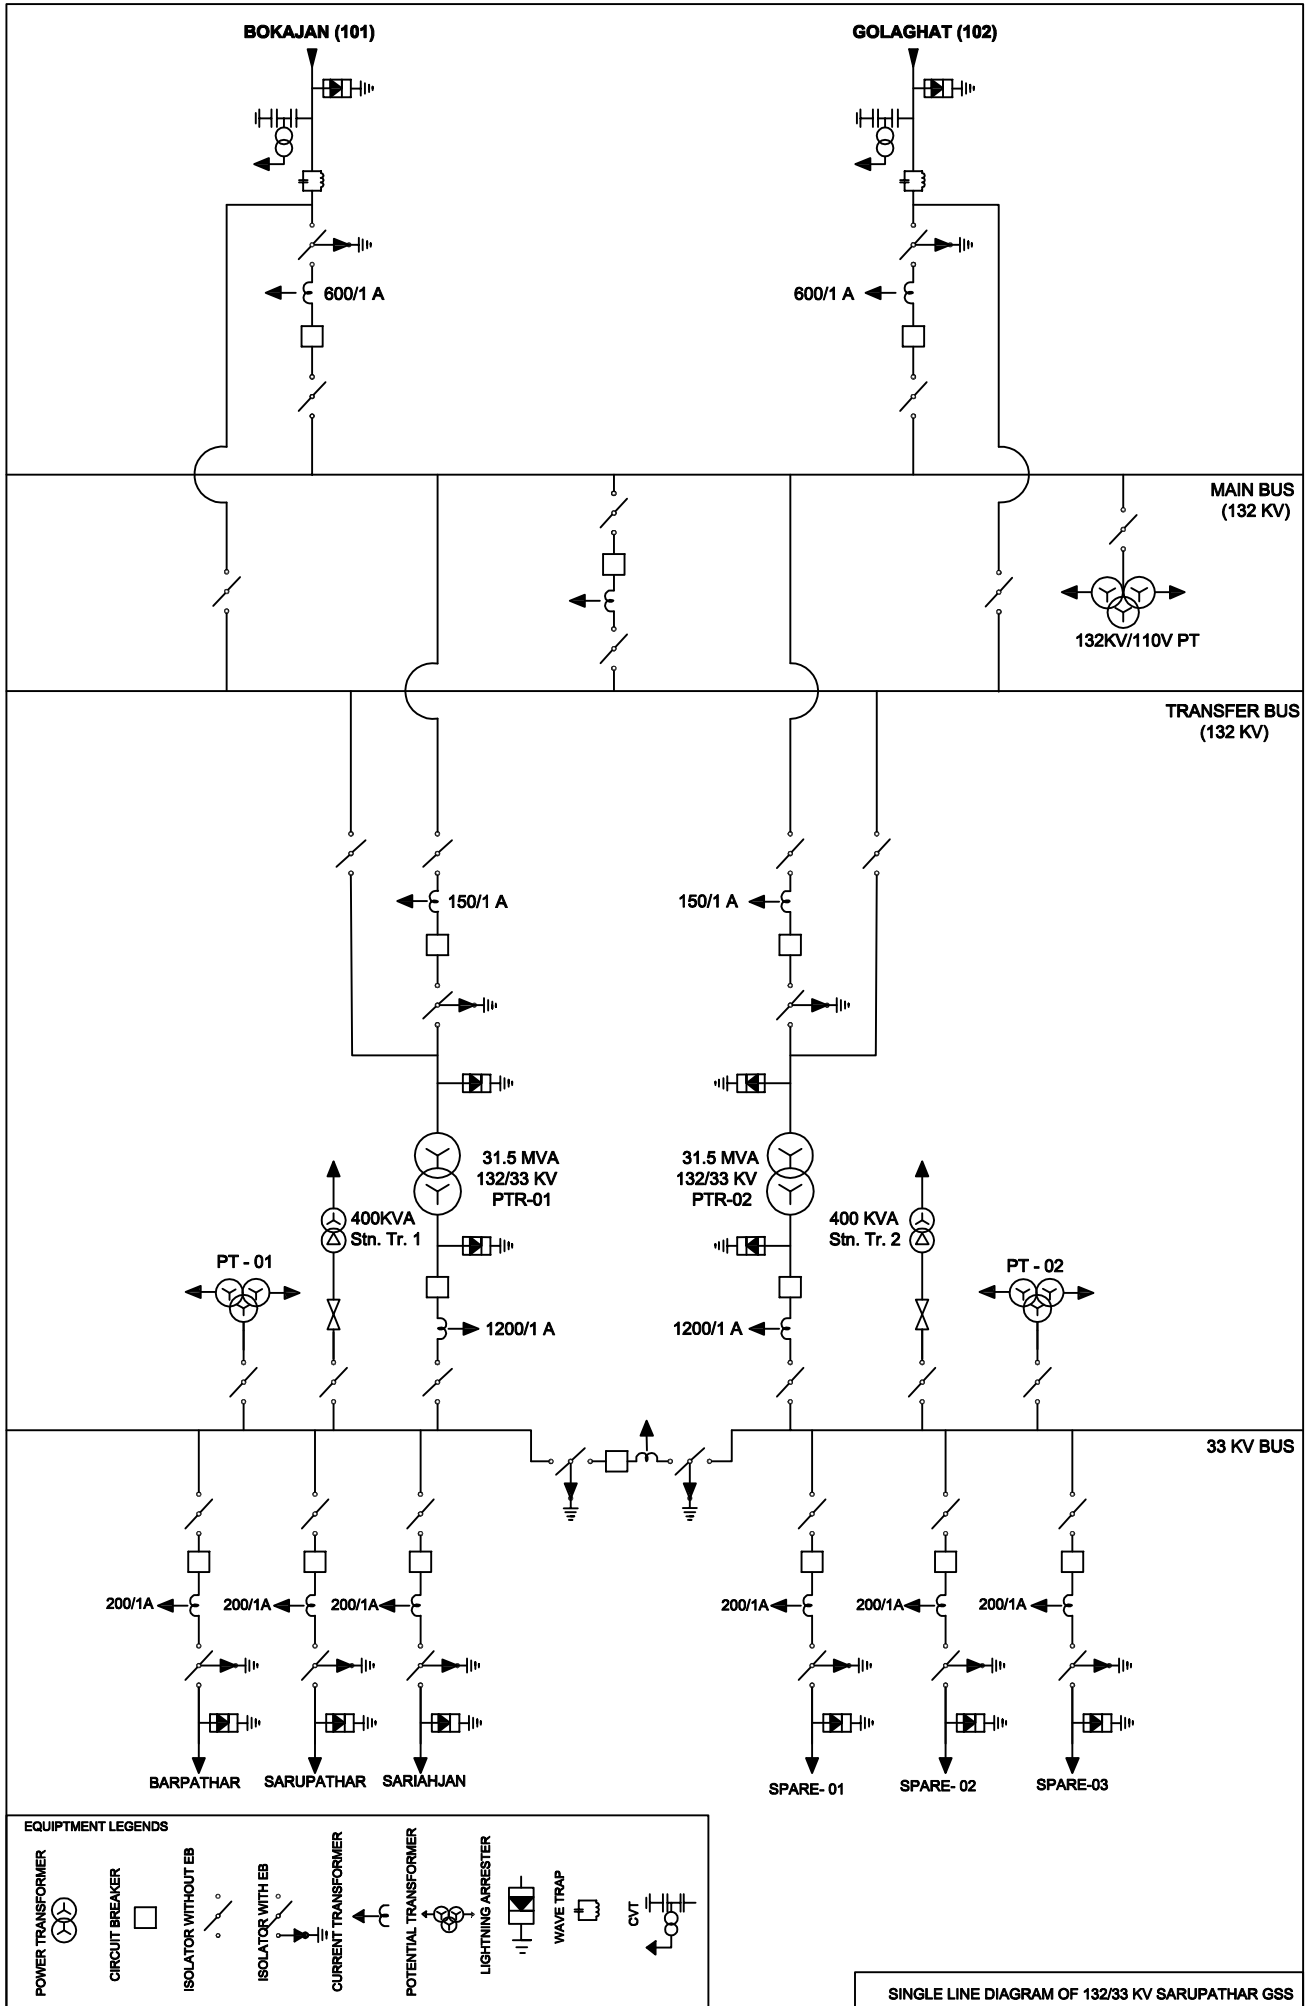 BOKAJAN (101)
GOLAGHAT (102)
600/1 A
600/1 A
MAIN BUS
(132 KV)
132KV/110V PT
TRANSFER BUS
(132 KV)
150/1 A
150/1 A
31.5 MVA
132/33 KV
PTR-01
31.5 MVA
132/33 KV
PTR-02
400KVA
Stn. Tr. 1
400 KVA
Stn. Tr. 2
PT - 01
PT - 02
1200/1 A
1200/1 A
33 KV BUS
200/1A
200/1A
200/1A
200/1A
200/1A
200/1A
BARPATHAR
SARUPATHAR
SARIAHJAN
SPARE- 01
SPARE- 02
SPARE-03
EQUIPTMENT LEGENDS
POWER TRANSFORMER
CIRCUIT BREAKER
ISOLATOR WITHOUT EB
ISOLATOR WITH EB
CURRENT TRANSFORMER
POTENTIAL TRANSFORMER
LIGHTNING ARRESTER
WAVE TRAP
CVT
SINGLE LINE DIAGRAM OF 132/33 KV SARUPATHAR GSS